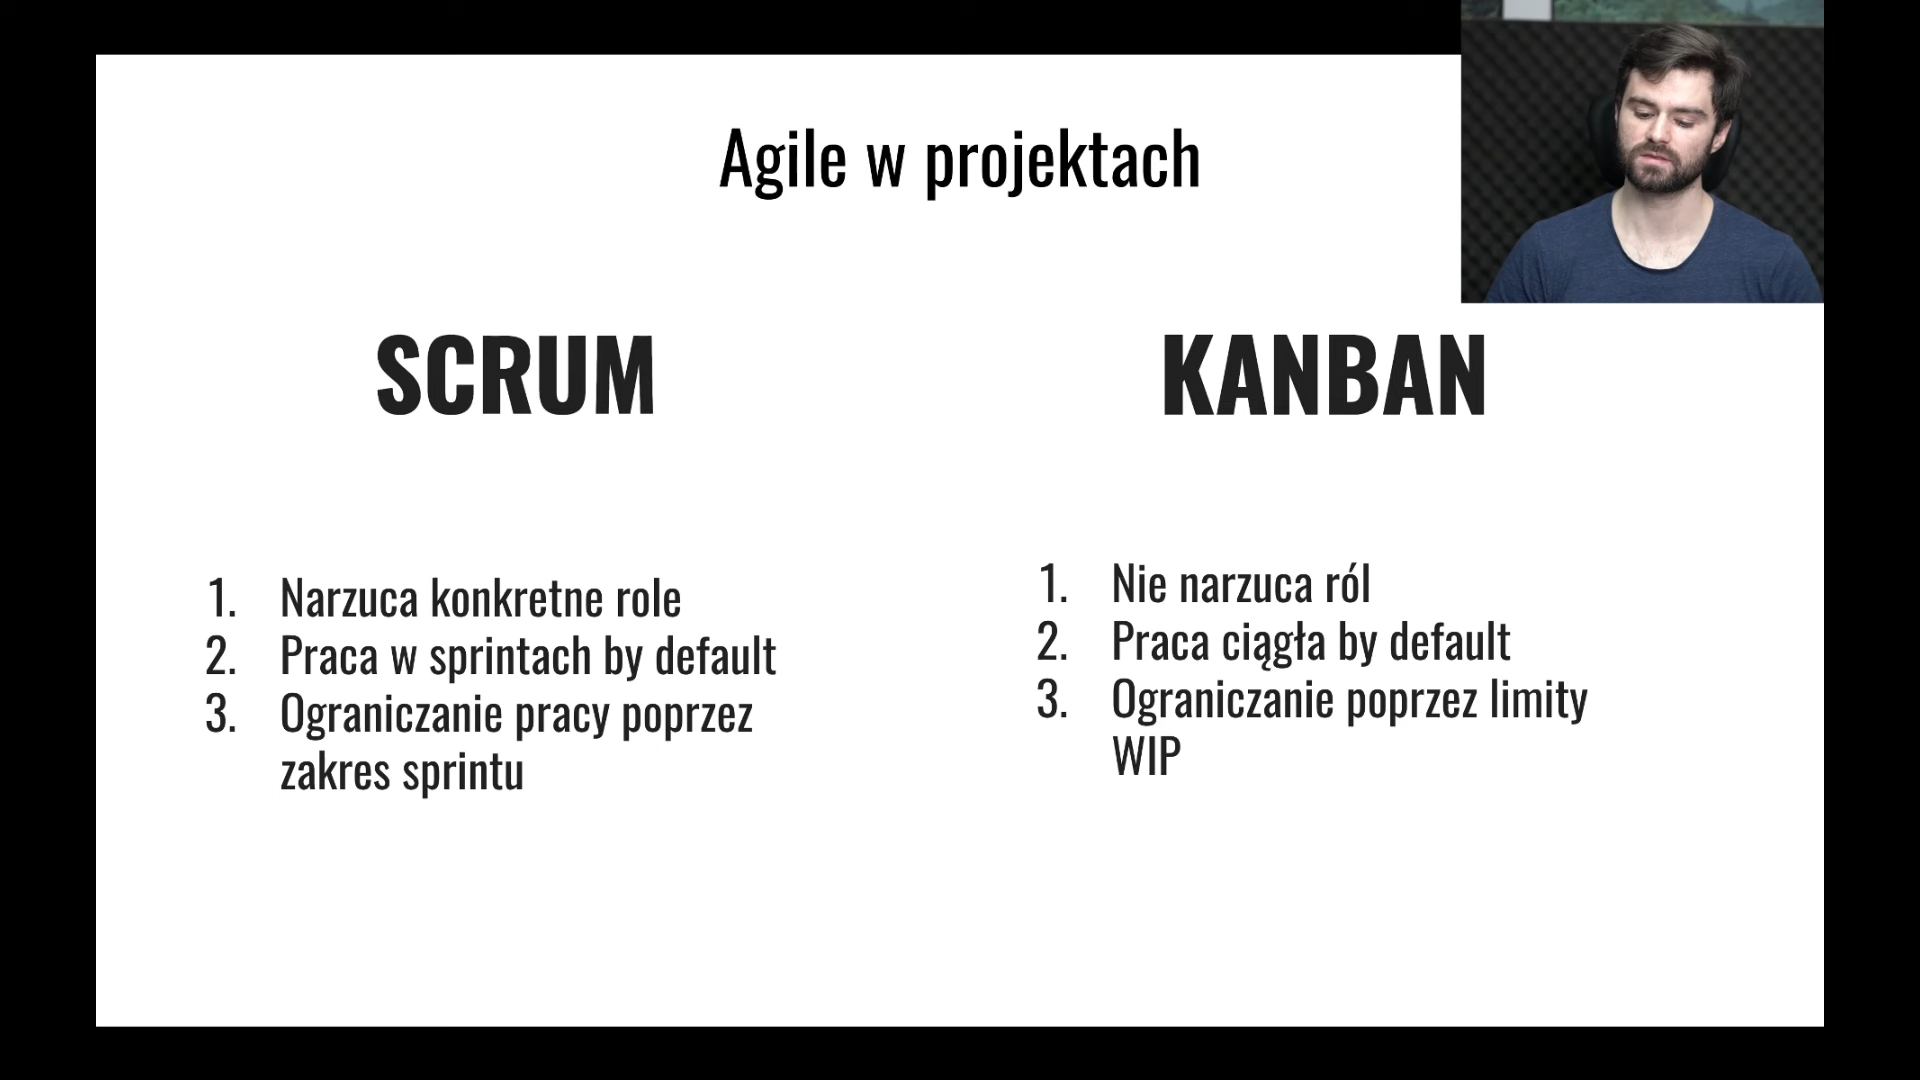 Agile w projektach
SCRUM
1. Narzuca konkretne role
2. Praca w sprintach by default
3. Ograniczanie pracy poprzez
zakres sprintu
KANBAN
1. Nie narzuca ról
2. Praca ciągła by default
3. Ograniczanie poprzez limity
WIP